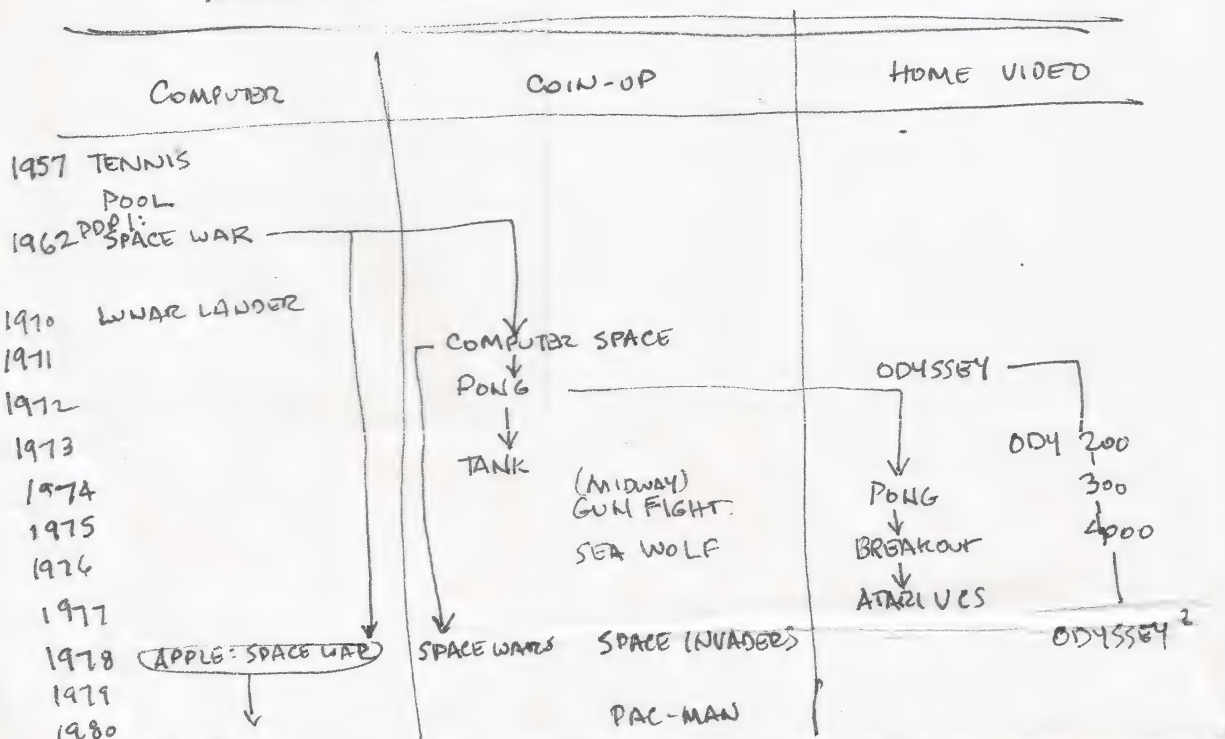 COMPUTER COIN-UP HOME VIDEO
1957 TENNIS
POOL
PDP1:
1962 SPACE WAR
1970 LUNAR LANDER
1971 COMPUTER SPACE
ODYSSEY
1972 PONG
1973 ODY 200
TANK
1974 (MIDWAY) PONG 300
GUN FIGHT
1975 4000
1976 SEA WOLF BREAKOUT
1977 ATARI VCS
1978 APPLE: SPACE WAR SPACE WARS SPACE INVADERS ODYSSEY 2
1979
1980 PAC-MAN